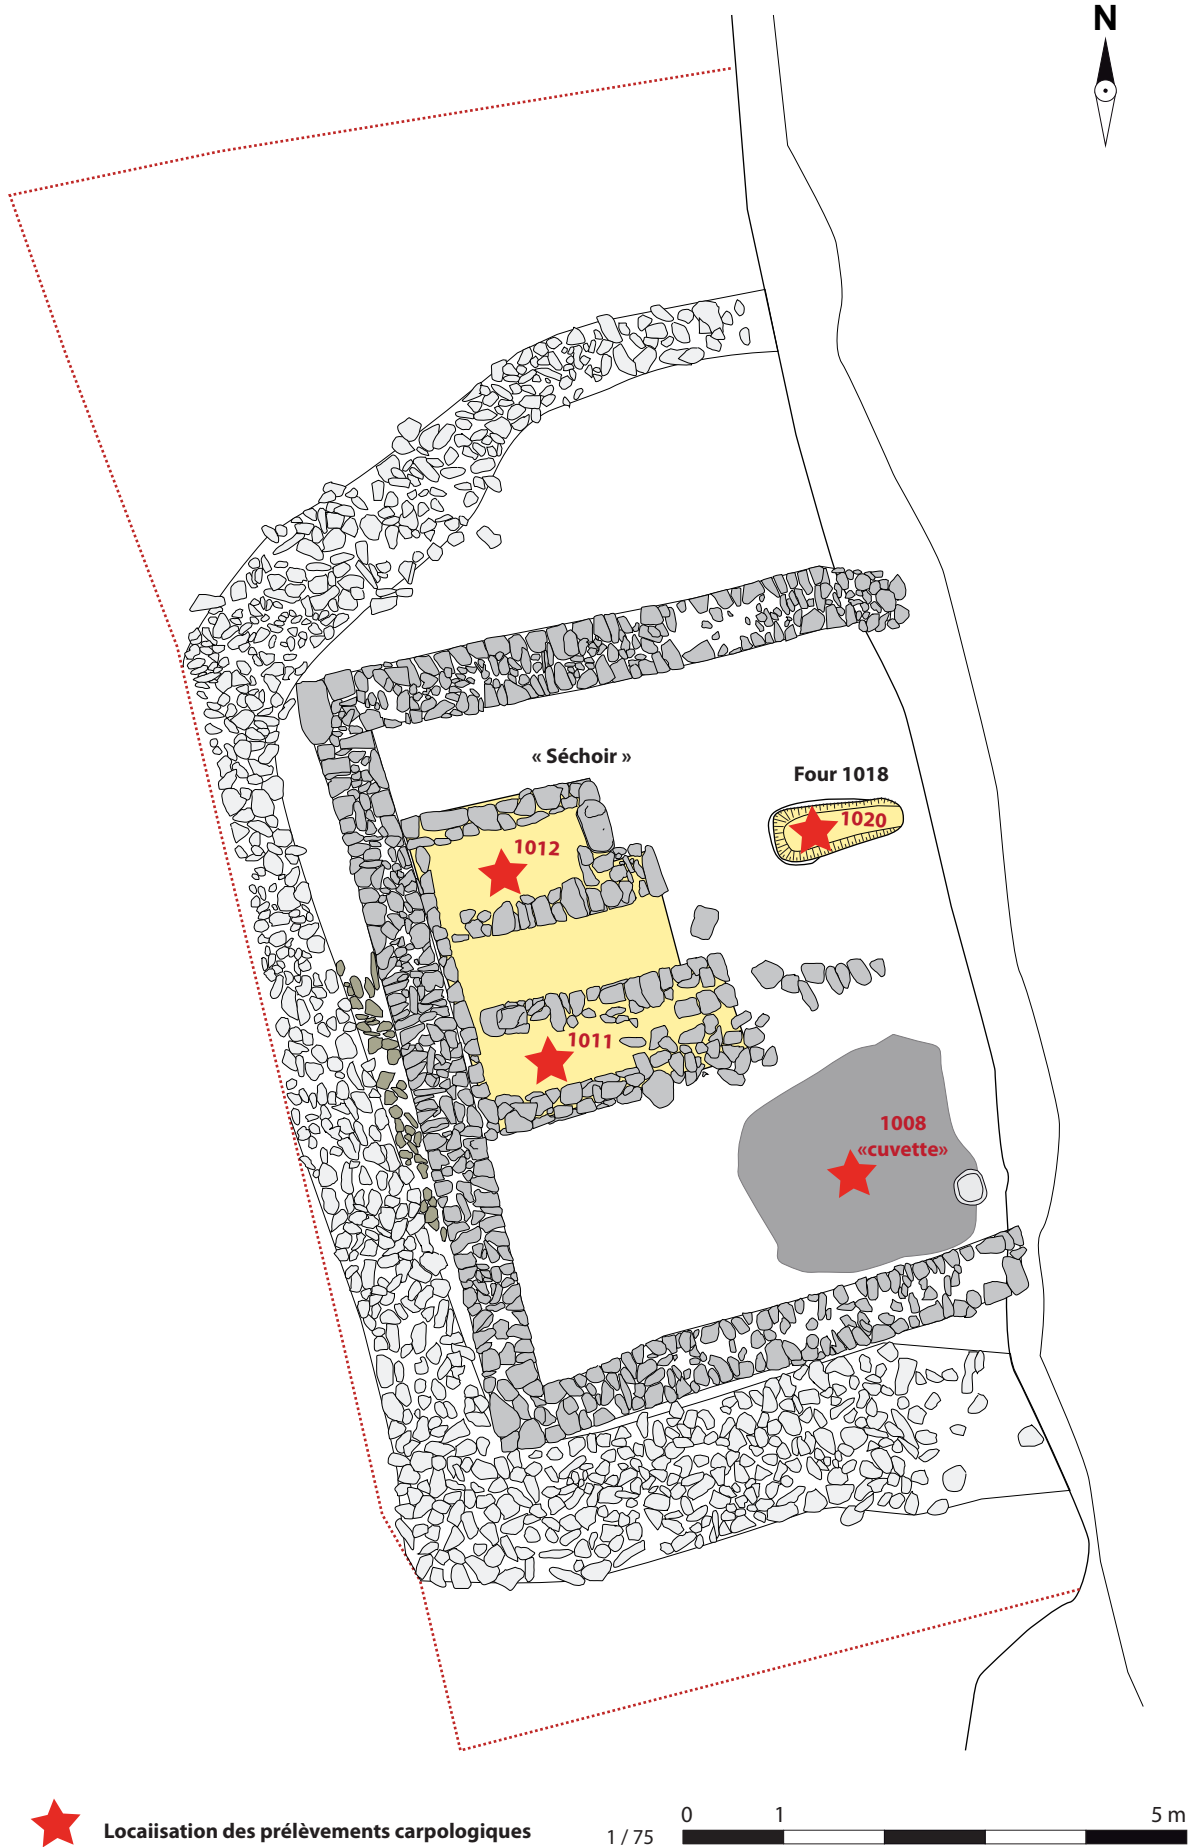 N
« Séchoir »
Four 1018
1020
1012
1011
1008
«cuvette»
Locaiisation des prélèvements carpologiques
1 / 75
0 1 5 m